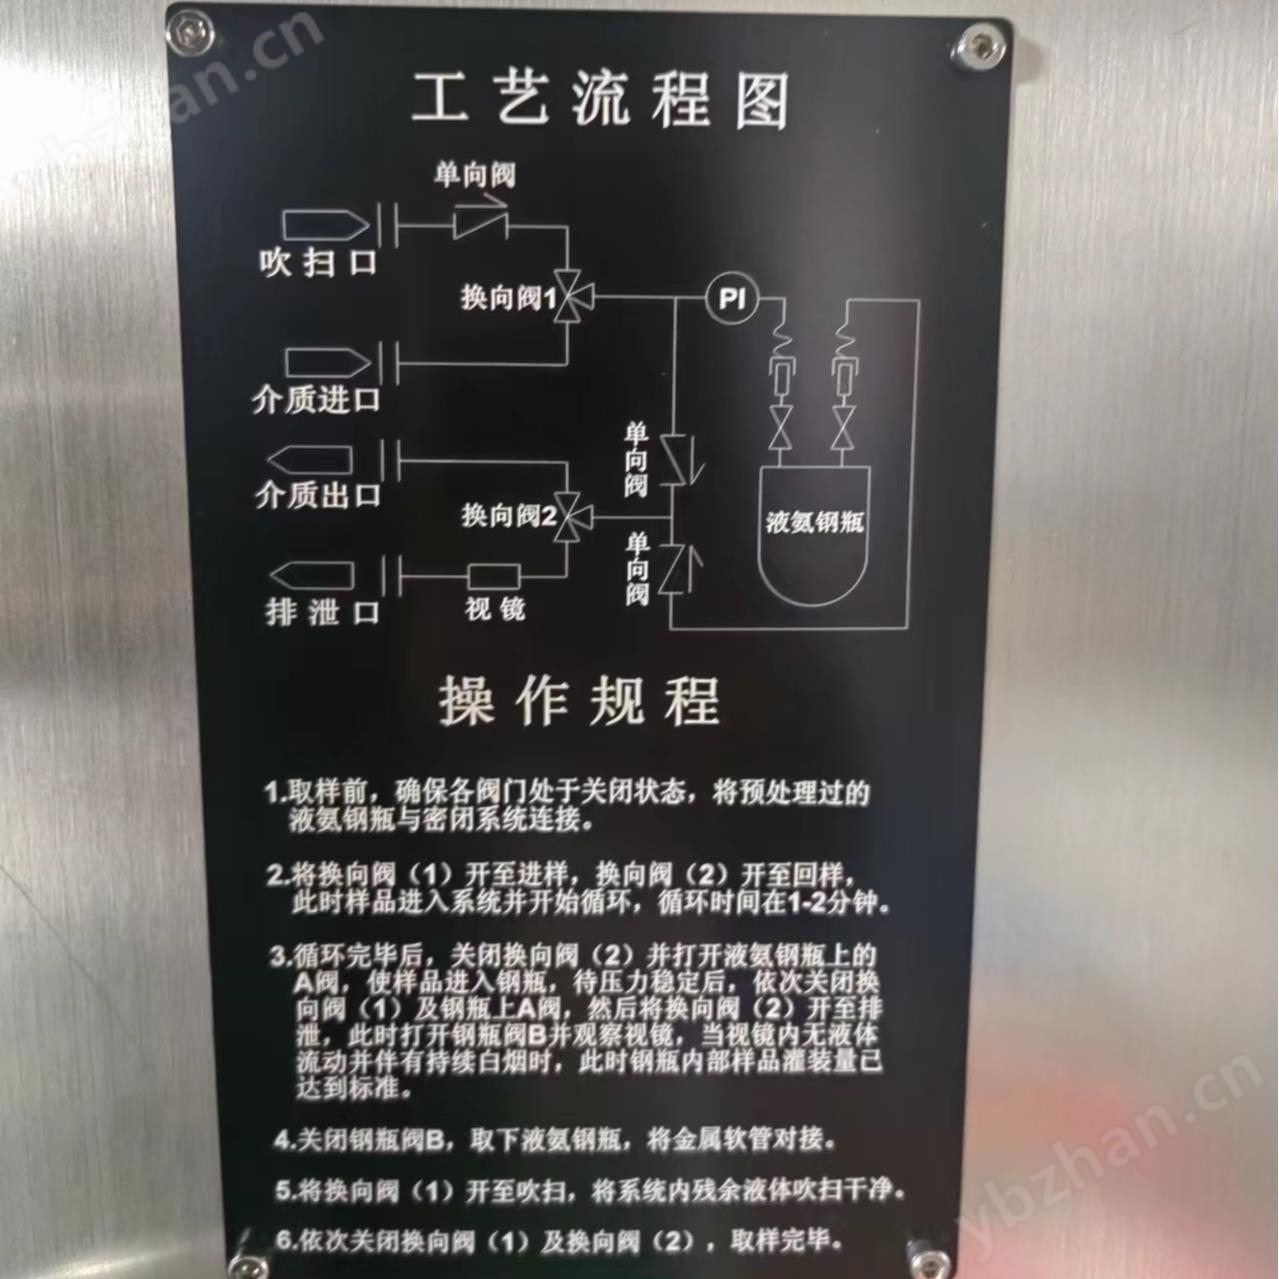 工艺流程图
单向阀
吹扫口
换向阀1
PI
介质进口
单向阀
介质出口
换向阀2
液氨钢瓶
单向阀
排泄口
视镜
操作规程
1.取样前，确保各阀门处于关闭状态，将预处理过的
液氨钢瓶与密闭系统连接。
2.将换向阀（1）开至进样，换向阀（2）开至回样，
此时样品进入系统并开始循环，循环时间在1-2分钟。
3.循环完毕后，关闭换向阀（2）并打开液氨钢瓶上的
A阀，使样品进入钢瓶，待压力稳定后，依次关闭换
向阀（1）及钢瓶上A阀，然后将换向阀（2）开至排
泄，此时打开钢瓶阀B并观察视镜，当视镜内无液体
流动并伴有持续白烟时，此时钢瓶内部样品灌装量已
达到标准。
4.关闭钢瓶阀B，取下液氨钢瓶，将金属软管对接。
5.将换向阀（1）开至吹扫，将系统内残余液体吹扫干净。
6.依次关闭换向阀（1）及换向阀（2），取样完毕。
ybzhan.cn
ybzhan.cn